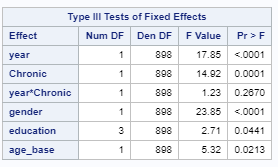 Type III Tests of Fixed Effects
Effect Num DF Den DF F Value Pr > F
year 1 898 17.85 <.0001
Chronic 1 898 14.92 0.0001
year*Chronic 1 898 1.23 0.2670
gender 1 898 23.85 <.0001
education 3 898 2.71 0.0441
age_base 1 898 5.32 0.0213